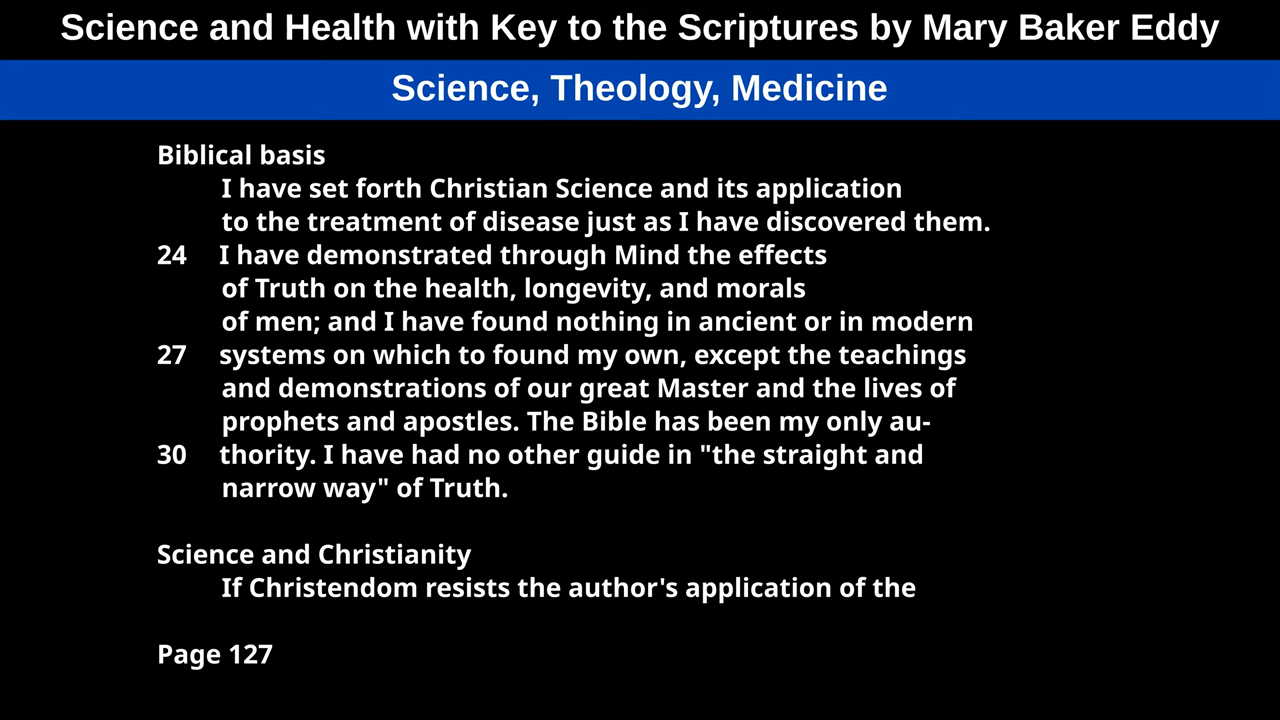 Science and Health with Key to the Scriptures by Mary Baker Eddy
Science, Theology, Medicine
Biblical basis
I have set forth Christian Science and its application
to the treatment of disease just as I have discovered them.
24 I have demonstrated through Mind the effects
of Truth on the health, longevity, and morals
of men; and I have found nothing in ancient or in modern
27 systems on which to found my own, except the teachings
and demonstrations of our great Master and the lives of
prophets and apostles. The Bible has been my only au-
30 thority. I have had no other guide in "the straight and
narrow way" of Truth.
Science and Christianity
If Christendom resists the author's application of the
Page 127